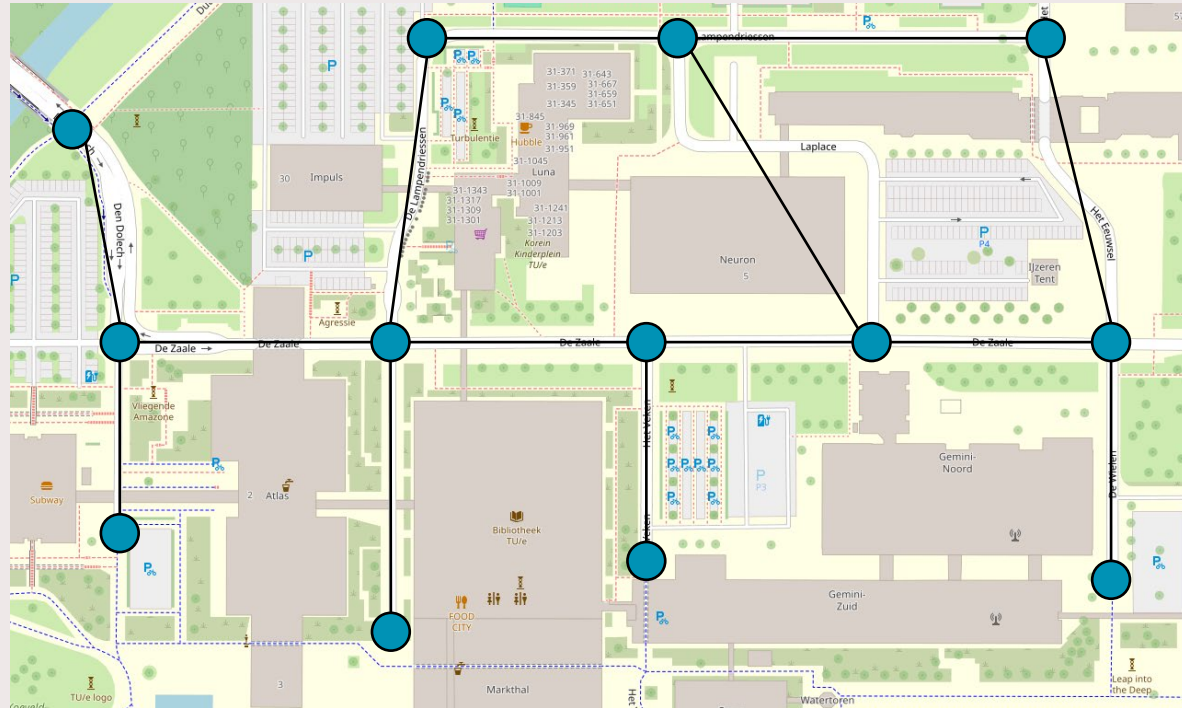 Lampendriessen
Het
57
31-371
31-643
31-359
31-667
31-659
31-345
31-651
31-845
Turbulentie
Hubble
31-969
31-961
31-951
Laplace
De Lampendriessen
31-1045
Luna
30
Impuls
31-1343
31-1317
31-1309
31-1301
31-1009
31-1001
31-1241
31-1213
31-1203
Korein
Kinderplein
TU/e
Den Dolech
Het Eeuwsel
P
P4
Neuron
5
IJzeren
Tent
P
P
P
Agressie
De Zaale
De Zaale
De Zaale
De Zaale
Vliegende
Amazone
Het Veken
Veken
P
P3
Gemini-
Noord
De Wielen
Subway
2
Atlas
Bibliotheek
TU/e
FOOD
CITY
Gemini-
Zuid
3
TU/e logo
Markthal
Het
Watertoren
Leap into
the Deep